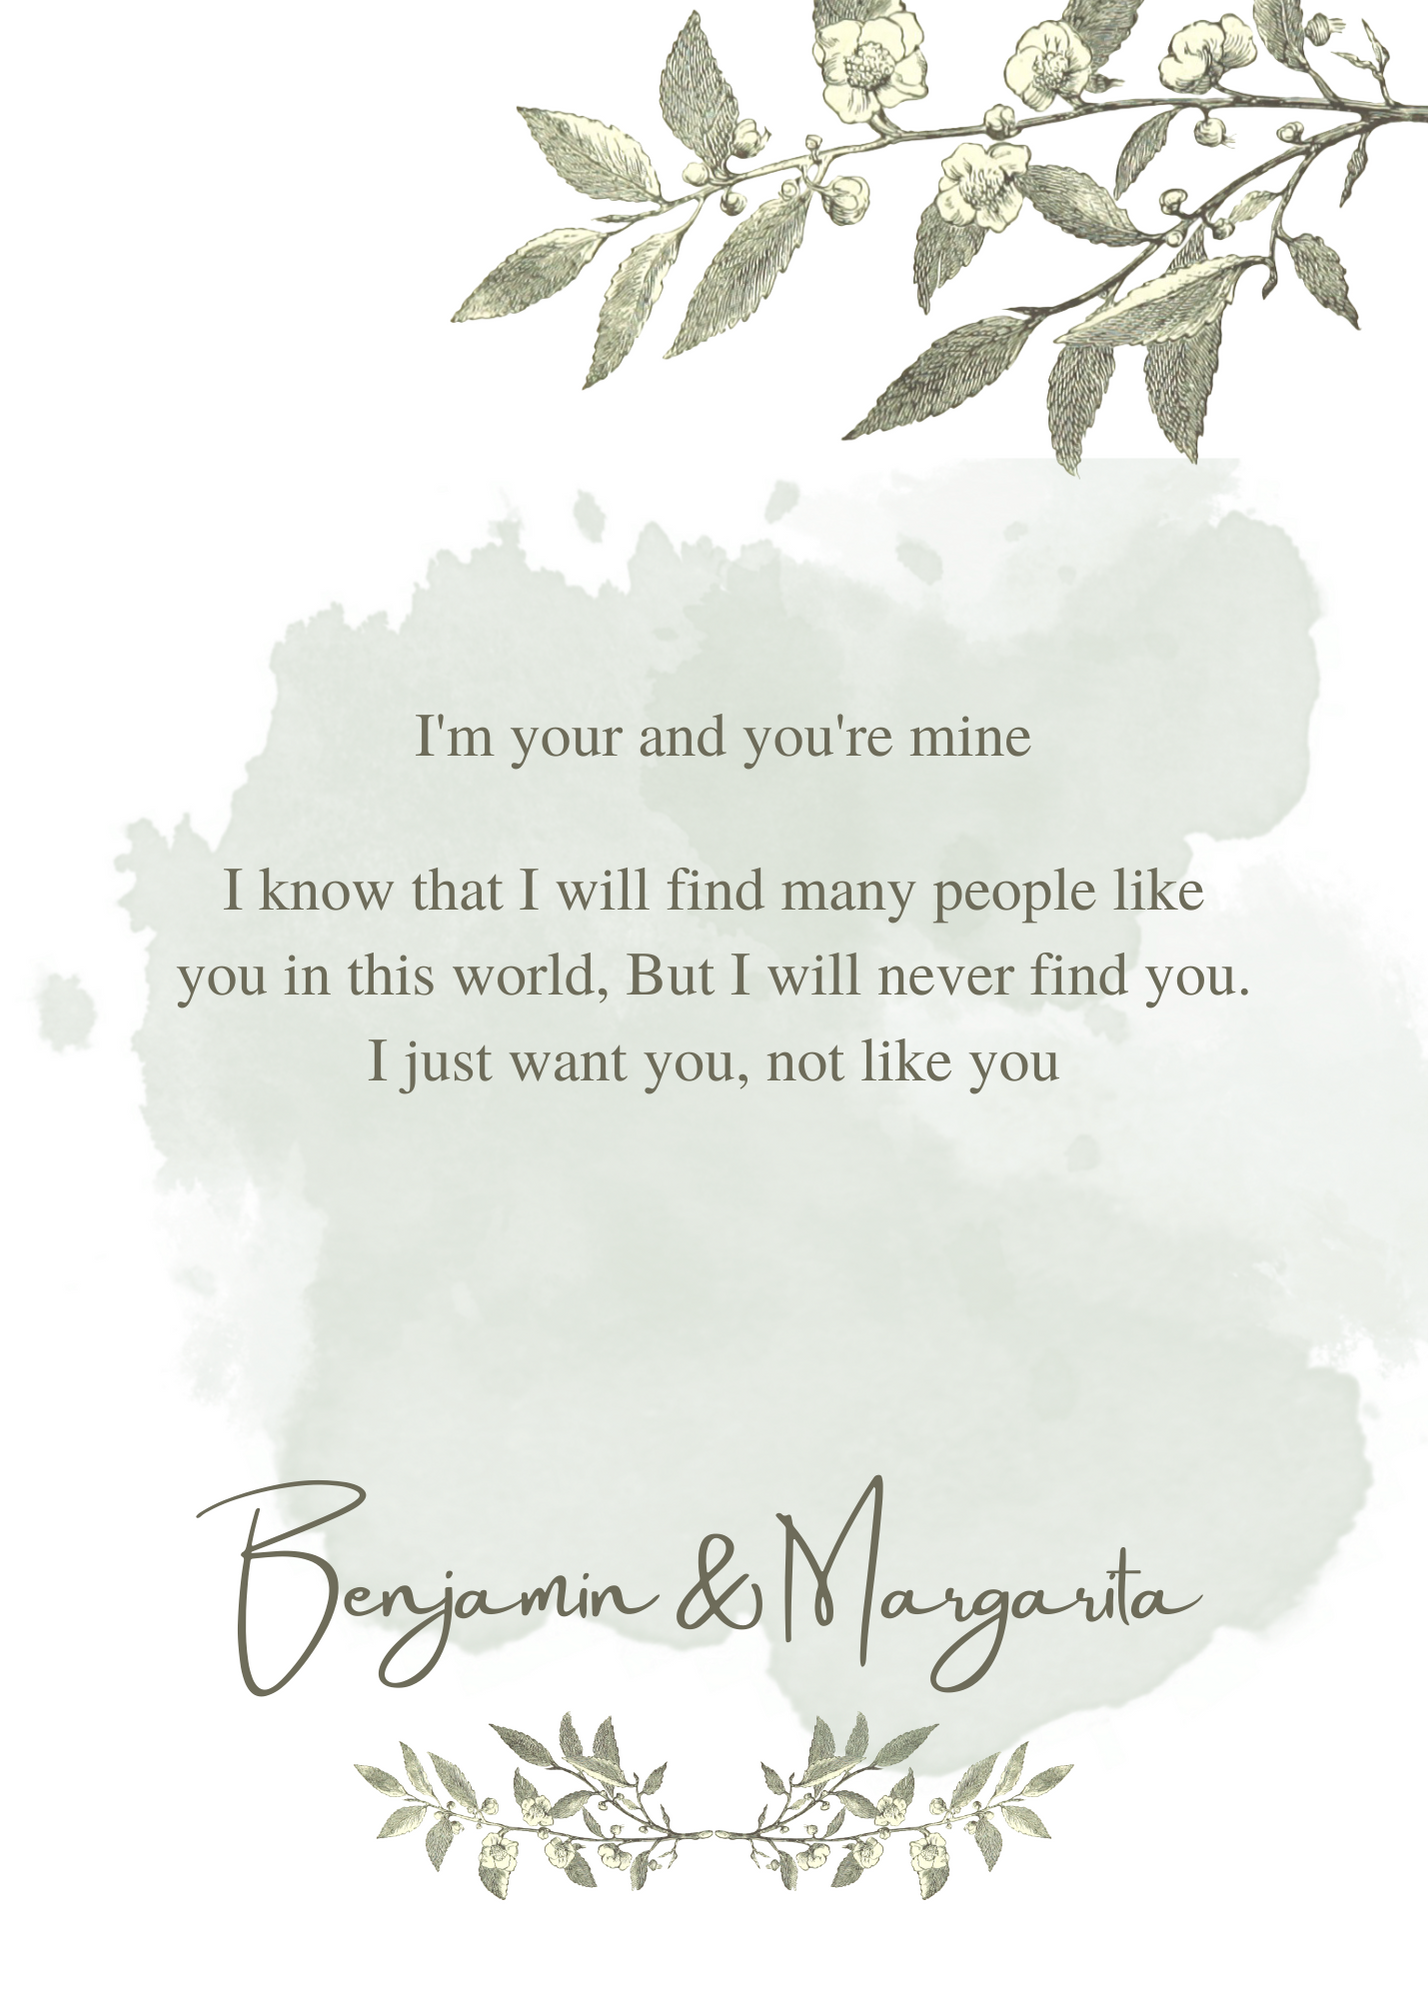 I'm your and you're mine
I know that I will find many people like
you in this world, But I will never find you.
I just want you, not like you
Benjamin & Margarita